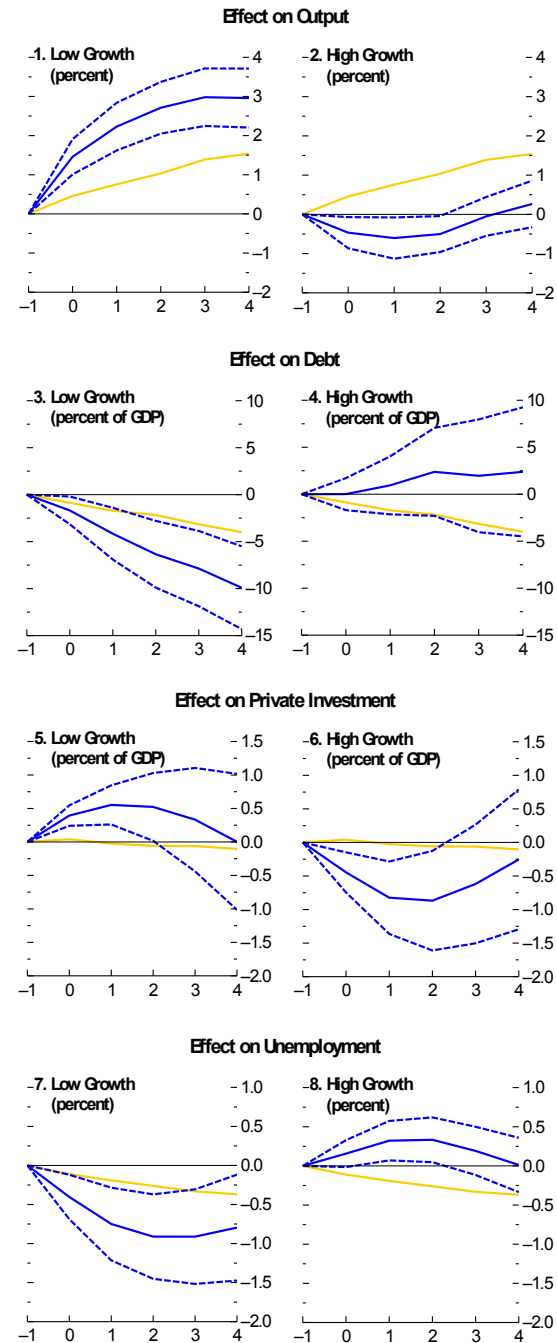 Effect on Output
1. Low Growth
(percent)
2. High Growth
(percent)
4
3
2
1
0
–1
–2
4
3
2
1
0
–1
–2
–1 0 1 2 3 4
–1 0 1 2 3 4
Effect on Debt
3. Low Growth
(percent of GDP)
4. High Growth
(percent of GDP)
10
5
0
–5
–10
–15
10
5
0
–5
–10
–15
–1 0 1 2 3 4
–1 0 1 2 3 4
Effect on Private Investment
5. Low Growth
(percent of GDP)
6. High Growth
(percent of GDP)
1.5
1.0
0.5
0.0
–0.5
–1.0
–1.5
–2.0
1.5
1.0
0.5
0.0
–0.5
–1.0
–1.5
–2.0
–1 0 1 2 3 4
–1 0 1 2 3 4
Effect on Unemployment
7. Low Growth
(percent)
8. High Growth
(percent)
1.0
0.5
0.0
–0.5
–1.0
–1.5
–2.0
1.0
0.5
0.0
–0.5
–1.0
–1.5
–2.0
–1 0 1 2 3 4
–1 0 1 2 3 4